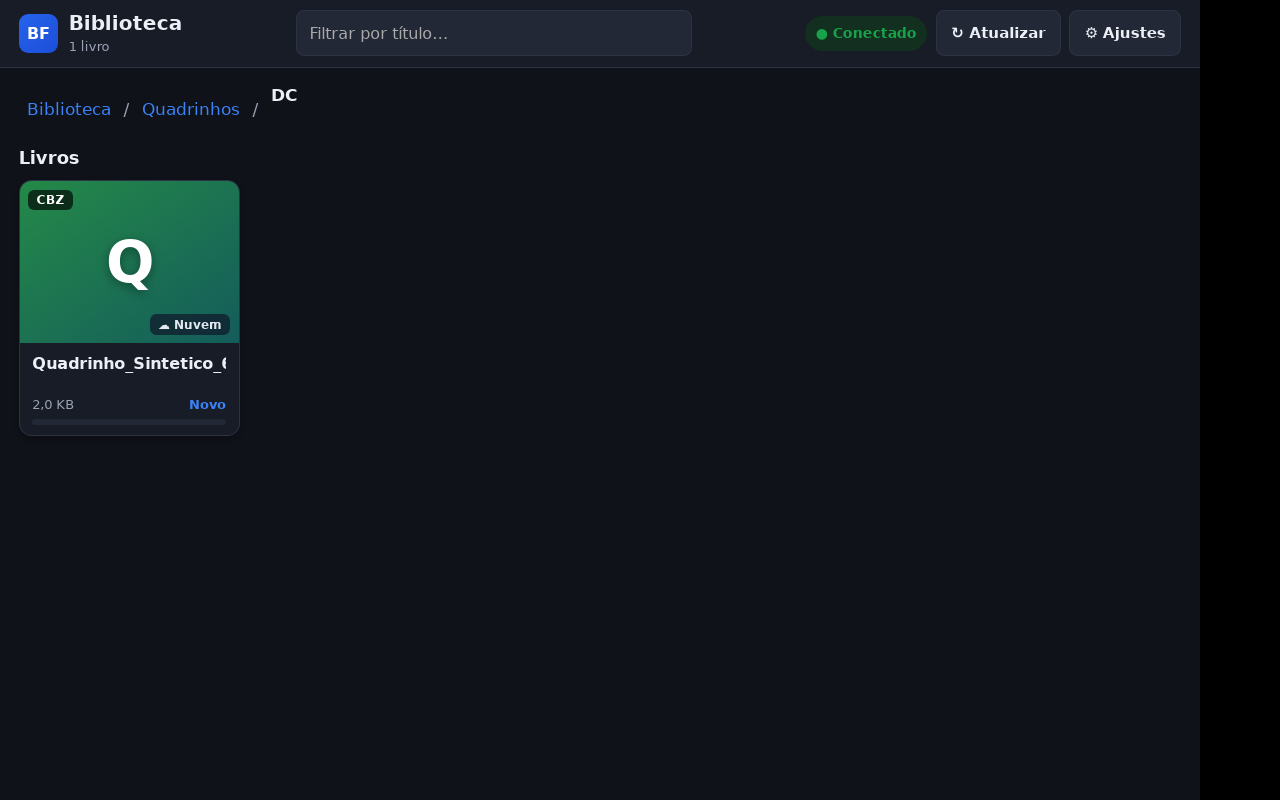 BF
Biblioteca
1 livro
Filtrar por título...
● Conectado
↻ Atualizar
⚙ Ajustes
Biblioteca / Quadrinhos / DC
Livros
CBZ
Q
☁ Nuvem
Quadrinho_Sintetico_
2,0 KB
Novo